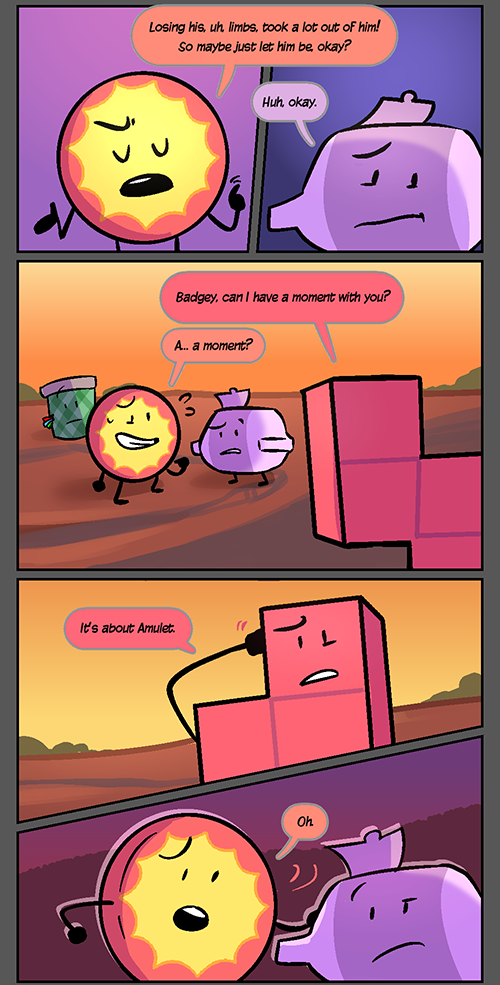 Losing his, uh, limbs, took a lot out of him!
So maybe just let him be, okay?
Huh, okay.
Badgey, can I have a moment with you?
A... a moment?
It's about Amulet.
Oh.